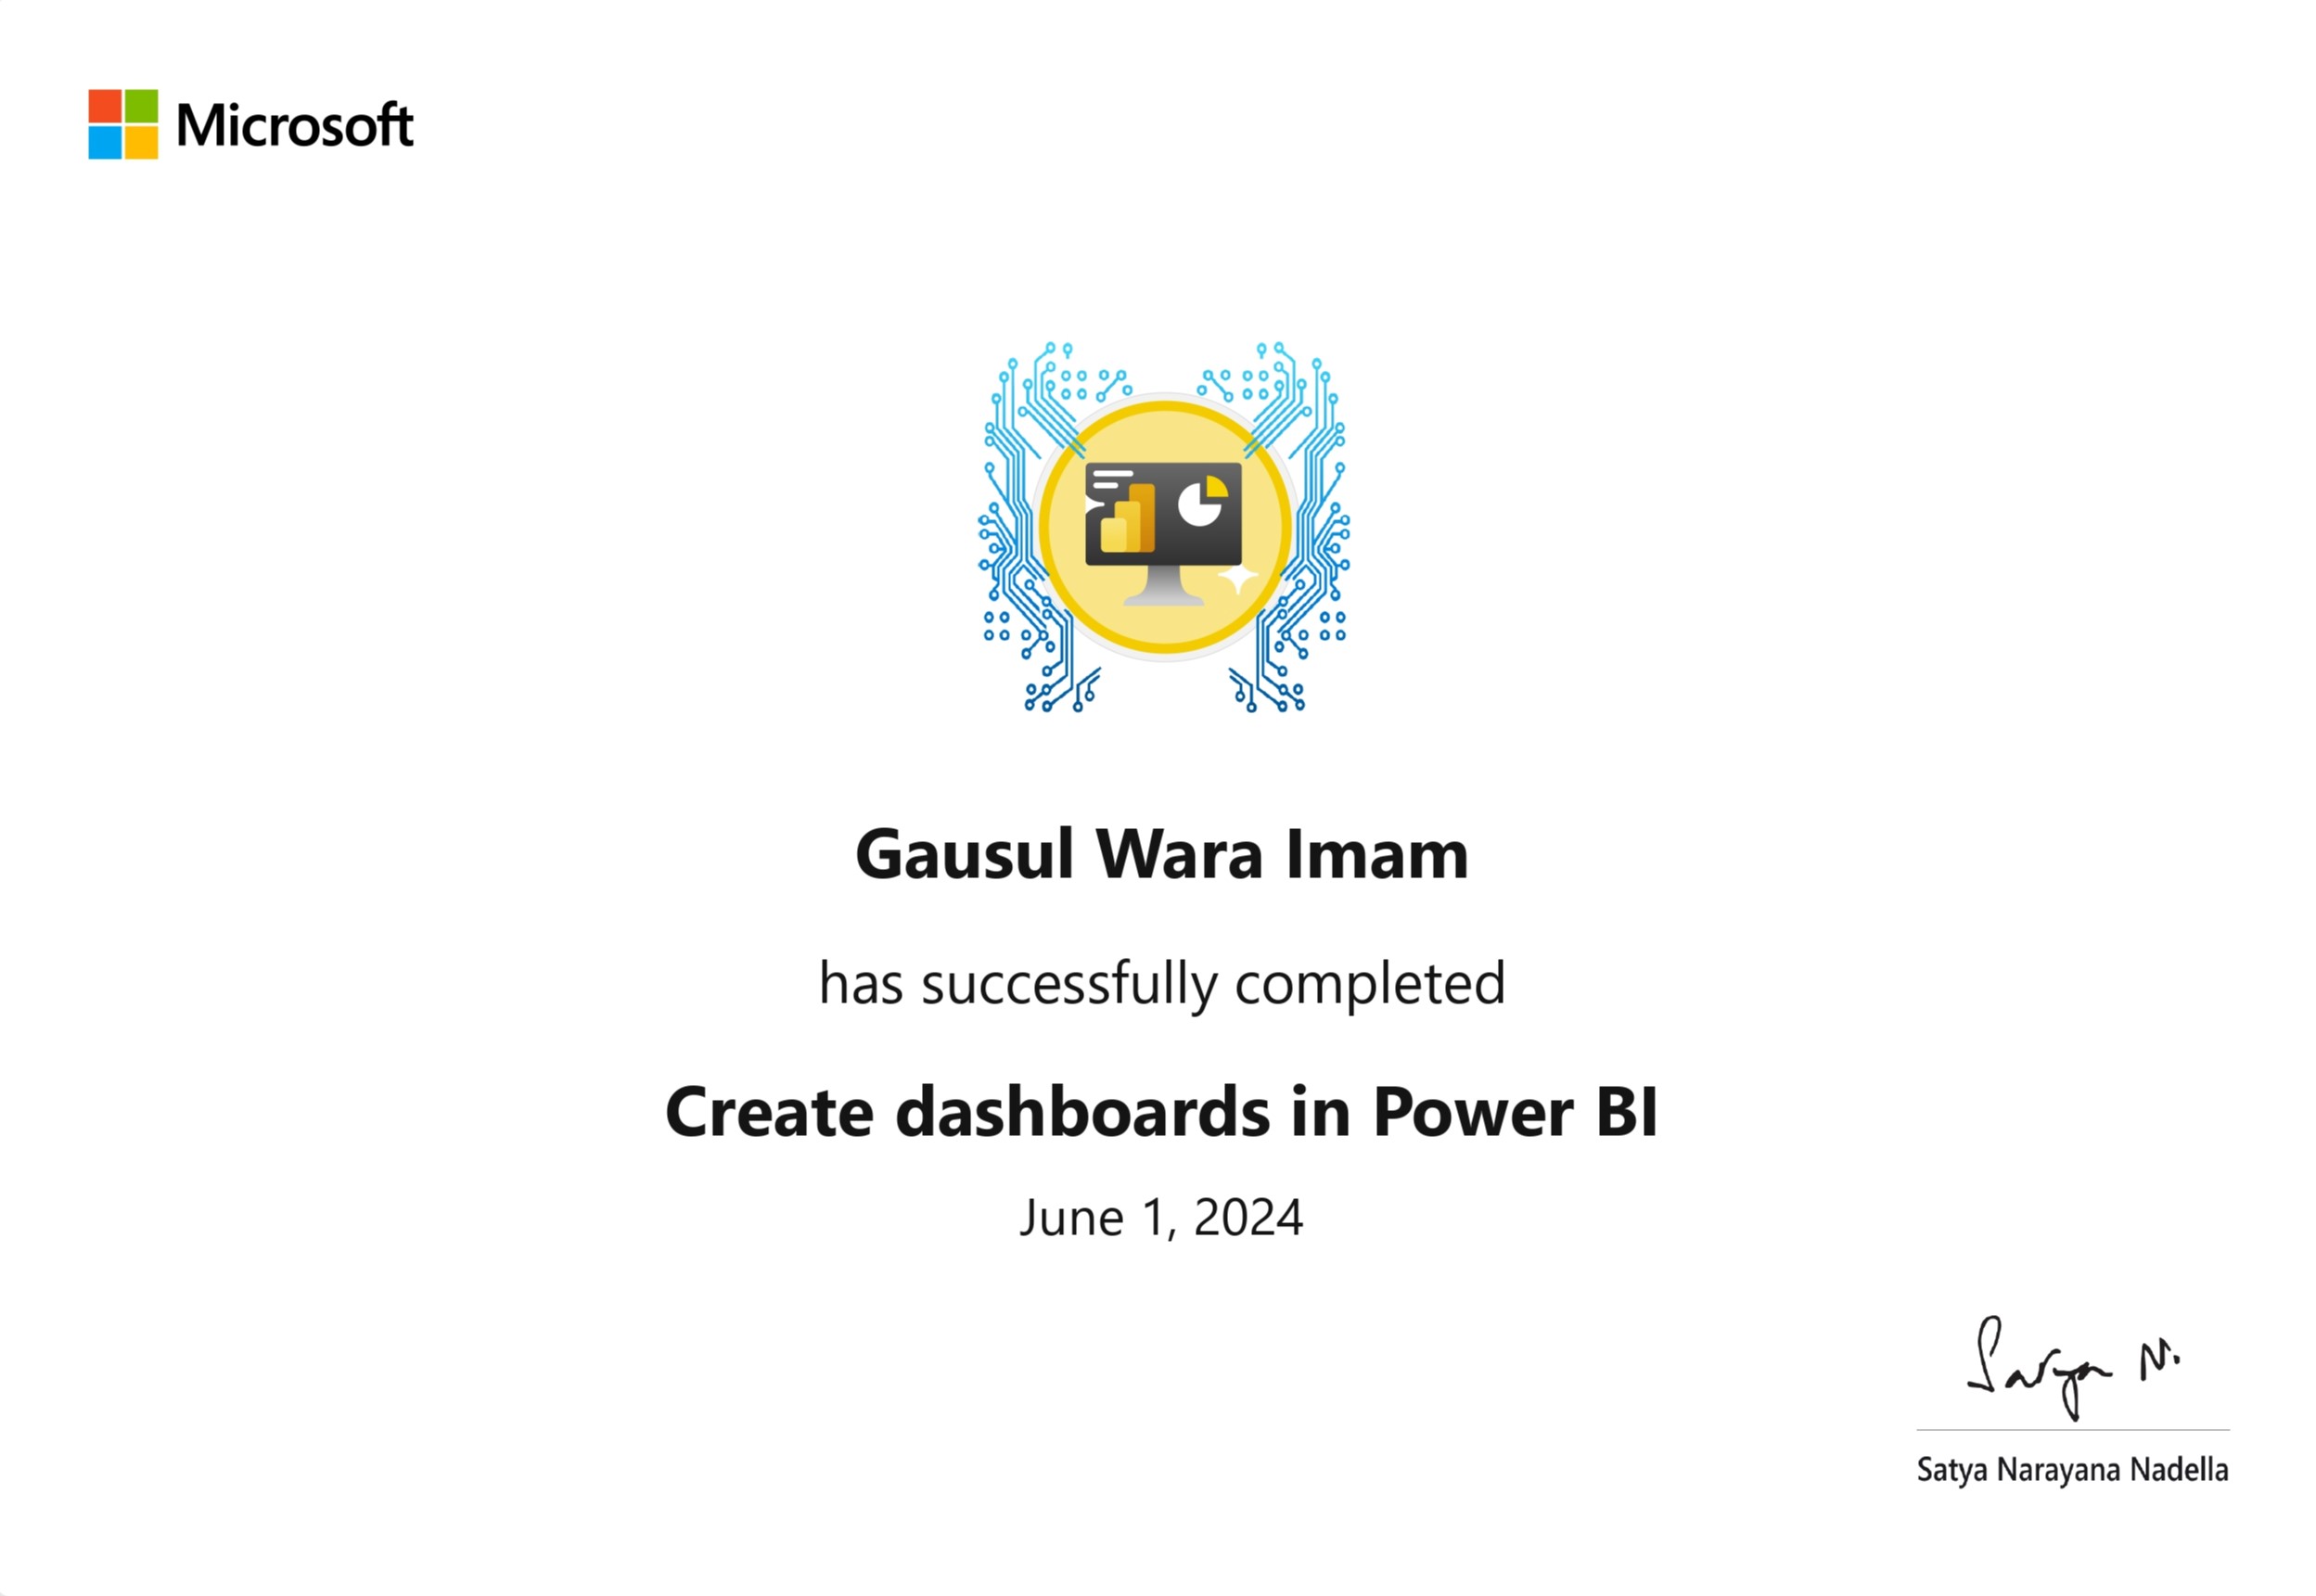 Microsoft
Gausul Wara Imam
has successfully completed
Create dashboards in Power BI
June 1, 2024
Satya N.
Satya Narayana Nadella